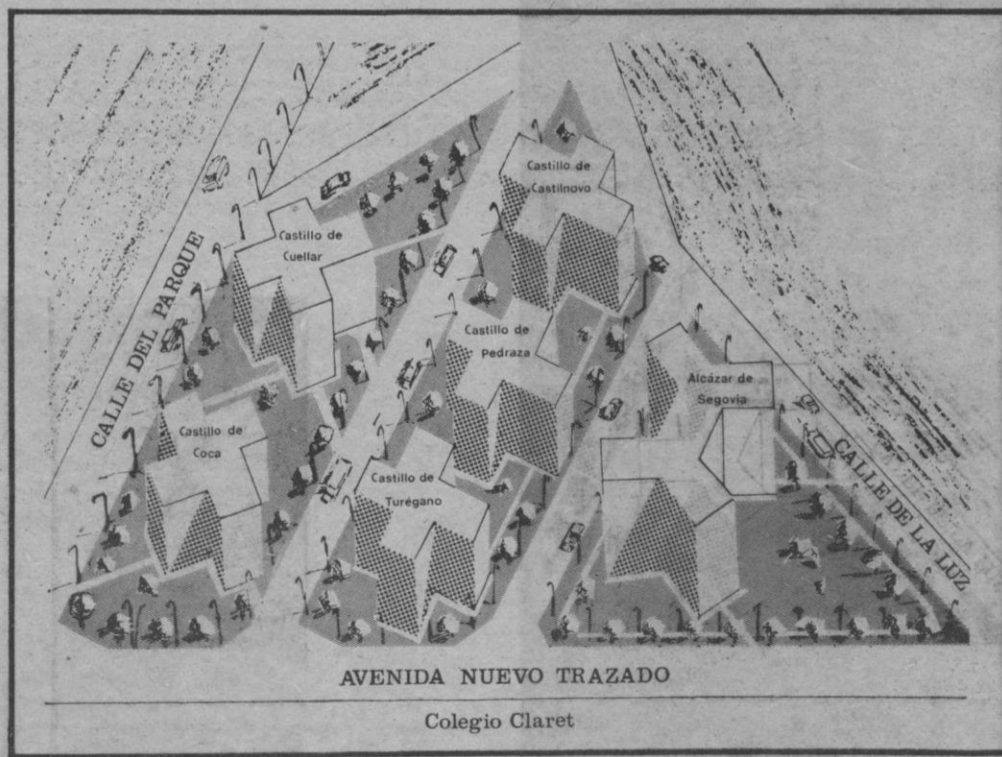 Castillo de
Castilnovo
CALLE DEL PARQUE
Castillo de
Cuellar
Castillo de
Pedraza
Alcázar de
Segovia
Castillo de
Coca
Castillo de
Turégano
CALLE DE LA LUZ
AVENIDA NUEVO TRAZADO
Colegio Claret